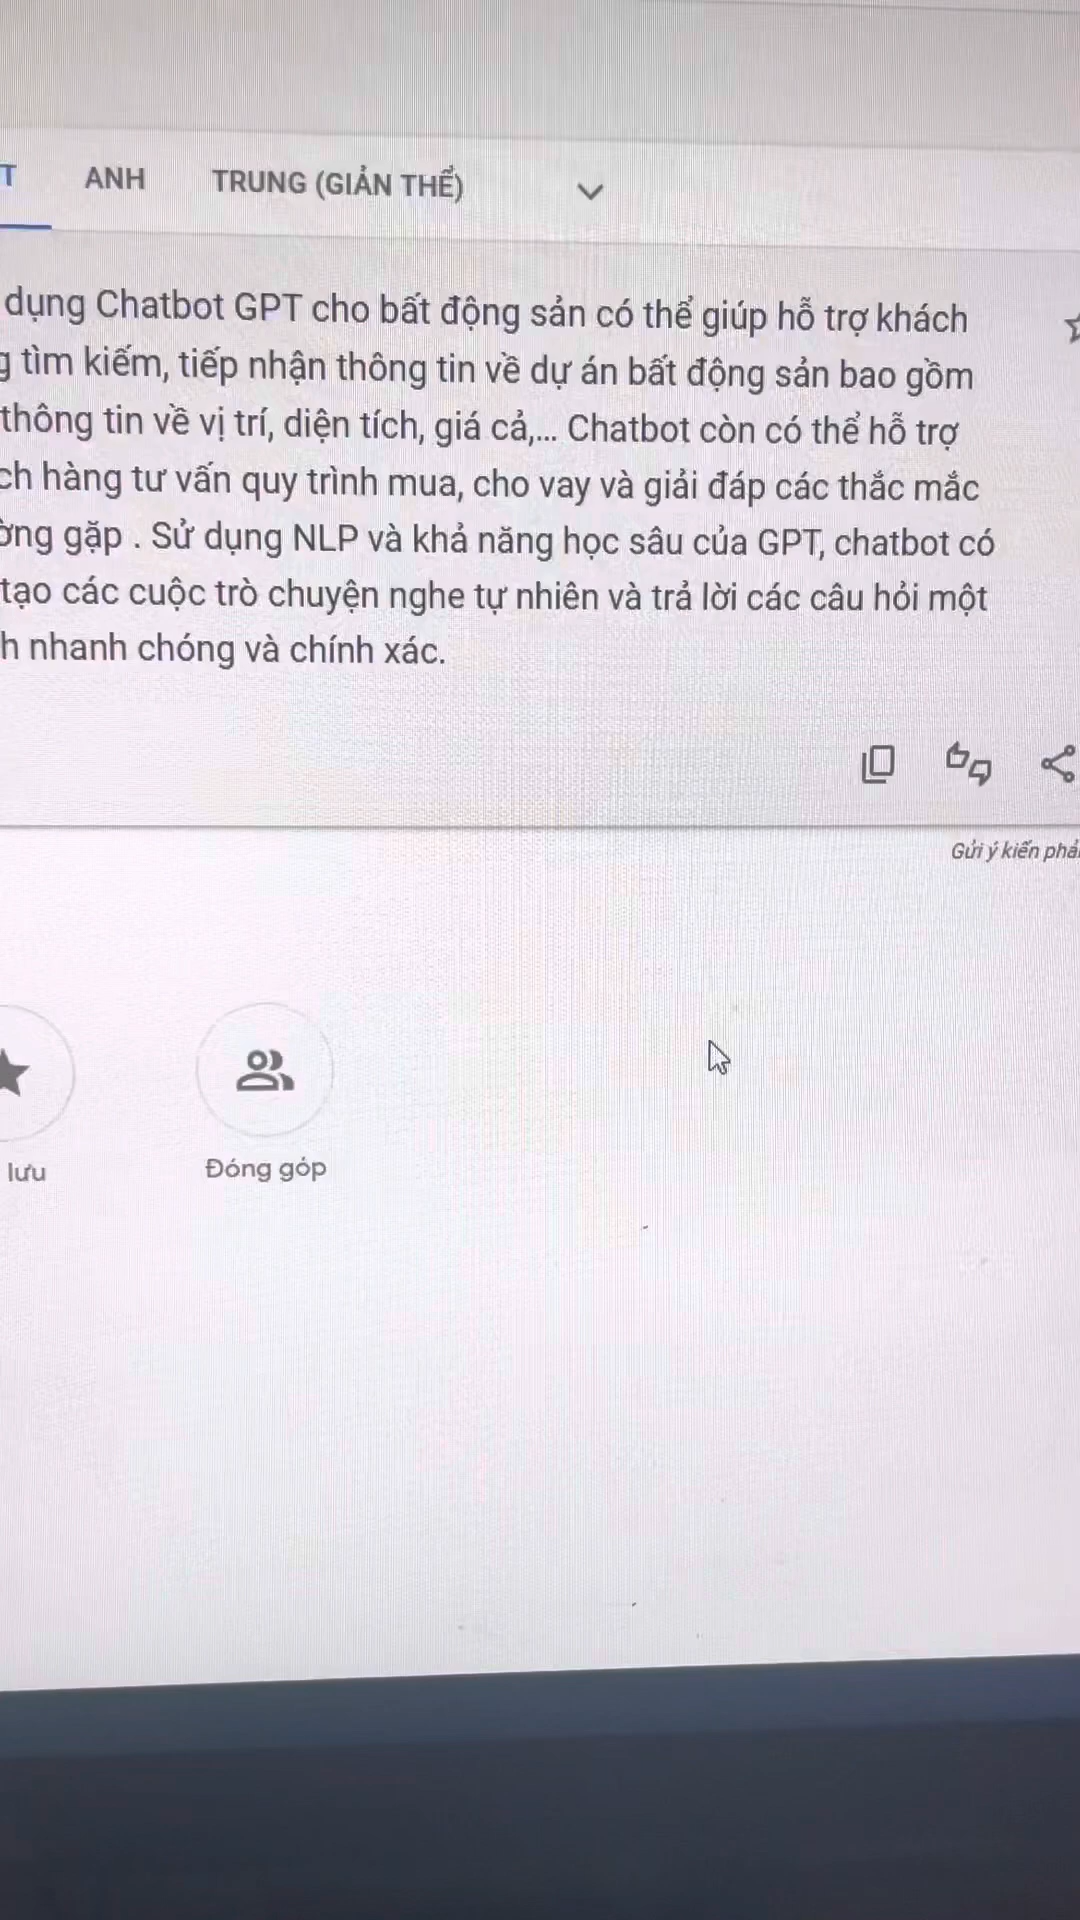 ANH TRUNG (GIẢN THỂ)
dụng Chatbot GPT cho bất động sản có thể giúp hỗ trợ khách
tìm kiếm, tiếp nhận thông tin về dự án bất động sản bao gồm
thông tin về vị trí, diện tích, giá cả,... Chatbot còn có thể hỗ trợ
hàng tư vấn quy trình mua, cho vay và giải đáp các thắc mắc
gặp . Sử dụng NLP và khả năng học sâu của GPT, chatbot có
tạo các cuộc trò chuyện nghe tự nhiên và trả lời các câu hỏi một
nhanh chóng và chính xác.
Gửi ý kiến
lưu
Đóng góp